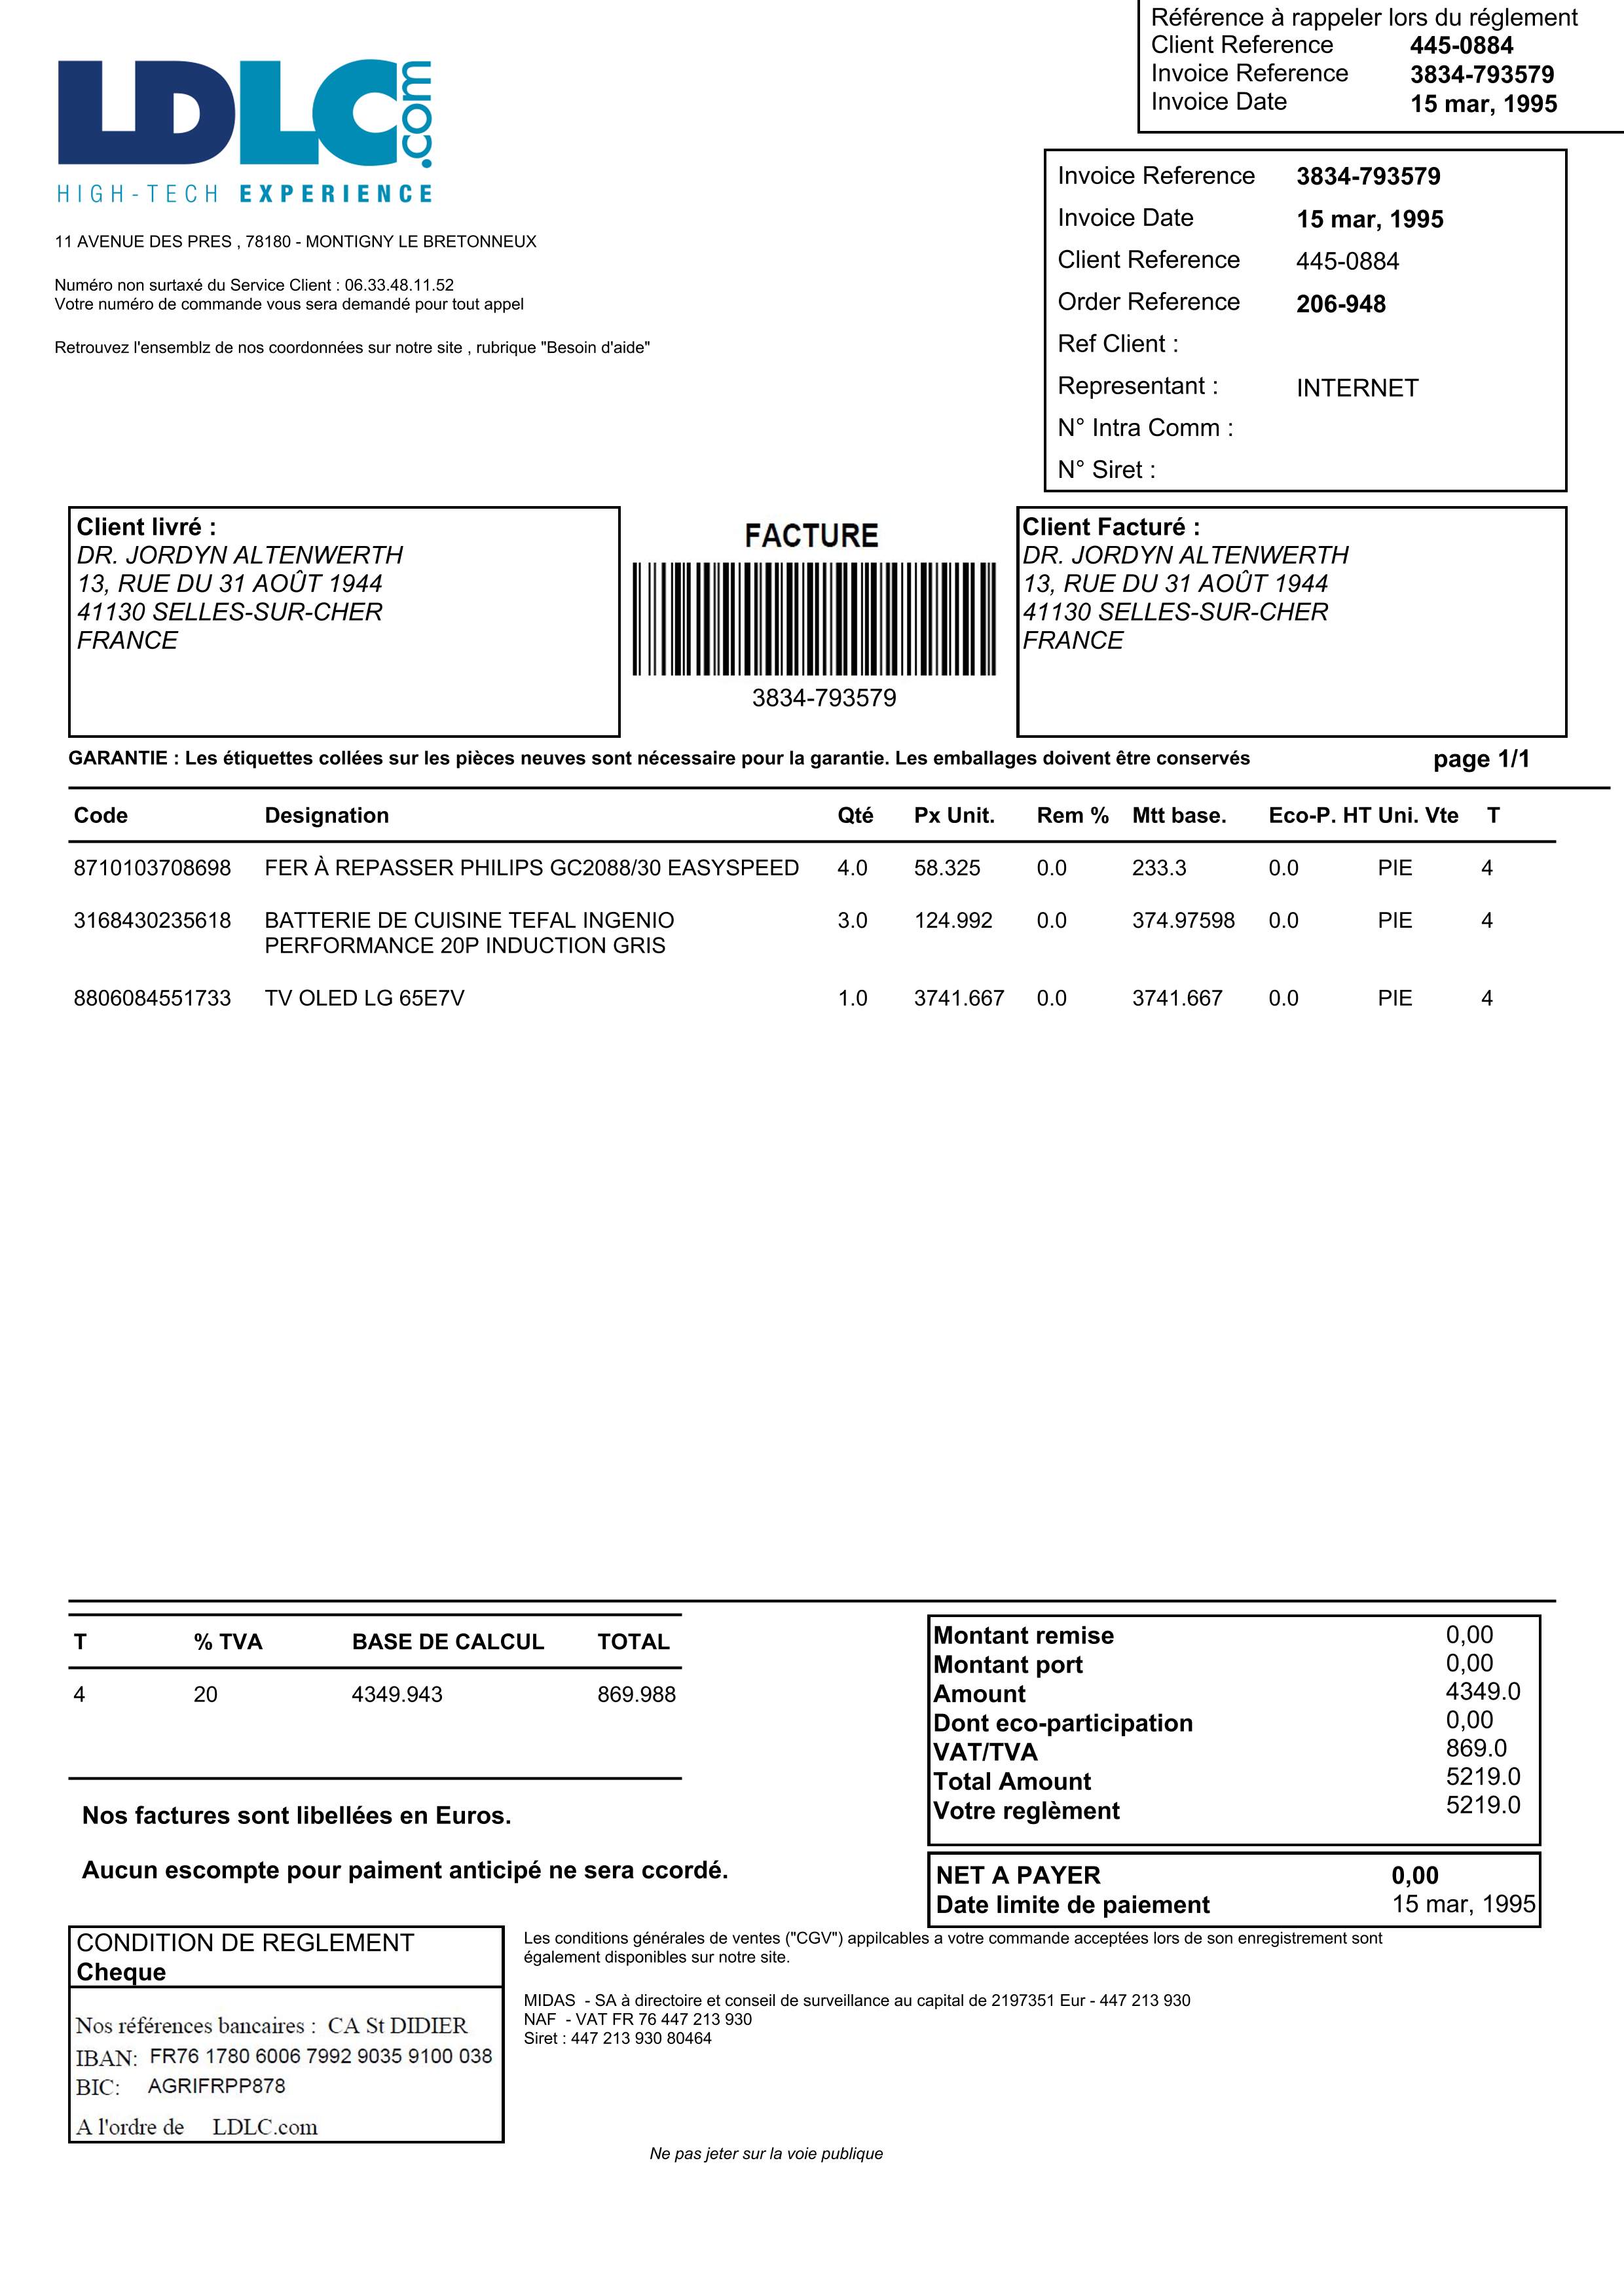 Référence à rappeler lors du réglement
Client Reference 445-0884
Invoice Reference 3834-793579
Invoice Date 15 mar, 1995
LDLC.com
HIGH-TECH EXPERIENCE
11 AVENUE DES PRES , 78180 - MONTIGNY LE BRETONNEUX
Numéro non surtaxé du Service Client : 06.33.48.11.52
Votre numéro de commande vous sera demandé pour tout appel
Retrouvez l'ensemblz de nos coordonnées sur notre site , rubrique "Besoin d'aide"
Invoice Reference 3834-793579
Invoice Date 15 mar, 1995
Client Reference 445-0884
Order Reference 206-948
Ref Client :
Representant : INTERNET
N° Intra Comm :
N° Siret :
Client livré :
DR. JORDYN ALTENWERTH
13, RUE DU 31 AOÛT 1944
41130 SELLES-SUR-CHER
FRANCE
FACTURE
3834-793579
Client Facturé :
DR. JORDYN ALTENWERTH
13, RUE DU 31 AOÛT 1944
41130 SELLES-SUR-CHER
FRANCE
GARANTIE : Les étiquettes collées sur les pièces neuves sont nécessaire pour la garantie. Les emballages doivent être conservés page 1/1
Code Designation Qté Px Unit. Rem % Mtt base. Eco-P. HT Uni. Vte T
8710103708698 FER À REPASSER PHILIPS GC2088/30 EASYSPEED 4.0 58.325 0.0 233.3 0.0 PIE 4
3168430235618 BATTERIE DE CUISINE TEFAL INGENIO 3.0 124.992 0.0 374.97598 0.0 PIE 4
PERFORMANCE 20P INDUCTION GRIS
8806084551733 TV OLED LG 65E7V 1.0 3741.667 0.0 3741.667 0.0 PIE 4
T % TVA BASE DE CALCUL TOTAL
4 20 4349.943 869.988
Nos factures sont libellées en Euros.
Aucun escompte pour paiment anticipé ne sera ccordé.
Montant remise 0,00
Montant port 0,00
Amount 4349.0
Dont eco-participation 0,00
VAT/TVA 869.0
Total Amount 5219.0
Votre reglèment 5219.0
NET A PAYER 0,00
Date limite de paiement 15 mar, 1995
CONDITION DE REGLEMENT
Cheque
Nos références bancaires : CA St DIDIER
IBAN: FR76 1780 6006 7992 9035 9100 038
BIC: AGRIFRPP878
A l'ordre de LDLC.com
Les conditions générales de ventes ("CGV") appilcables a votre commande acceptées lors de son enregistrement sont
également disponibles sur notre site.
MIDAS - SA à directoire et conseil de surveillance au capital de 2197351 Eur - 447 213 930
NAF - VAT FR 76 447 213 930
Siret : 447 213 930 80464
Ne pas jeter sur la voie publique